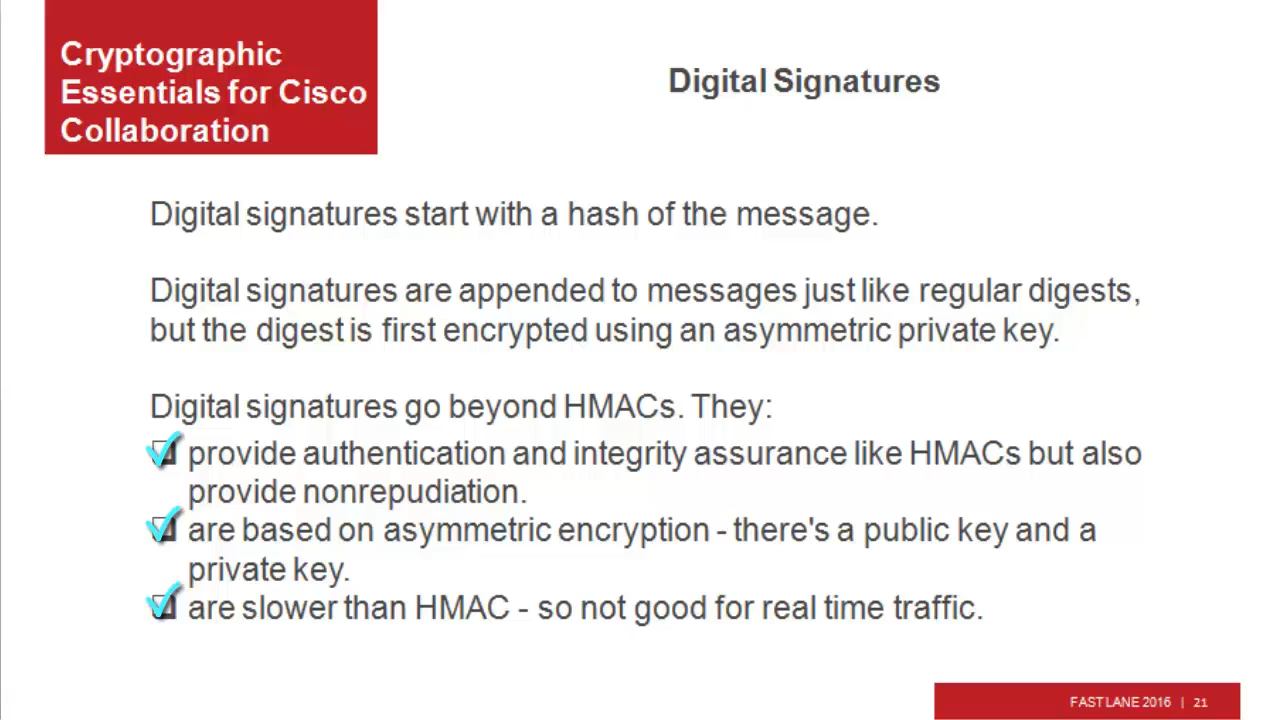 Cryptographic
Essentials for Cisco
Collaboration
Digital Signatures
Digital signatures start with a hash of the message.
Digital signatures are appended to messages just like regular digests,
but the digest is first encrypted using an asymmetric private key.
Digital signatures go beyond HMACs. They:
provide authentication and integrity assurance like HMACs but also
provide nonrepudiation.
are based on asymmetric encryption - there's a public key and a
private key.
are slower than HMAC - so not good for real time traffic.
FAST LANE 2016 | 21